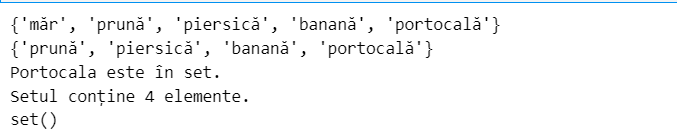 {'măr', 'prună', 'piersică', 'banană', 'portocală'}
{'prună', 'piersică', 'banană', 'portocală'}
Portocala este în set.
Setul conține 4 elemente.
set()